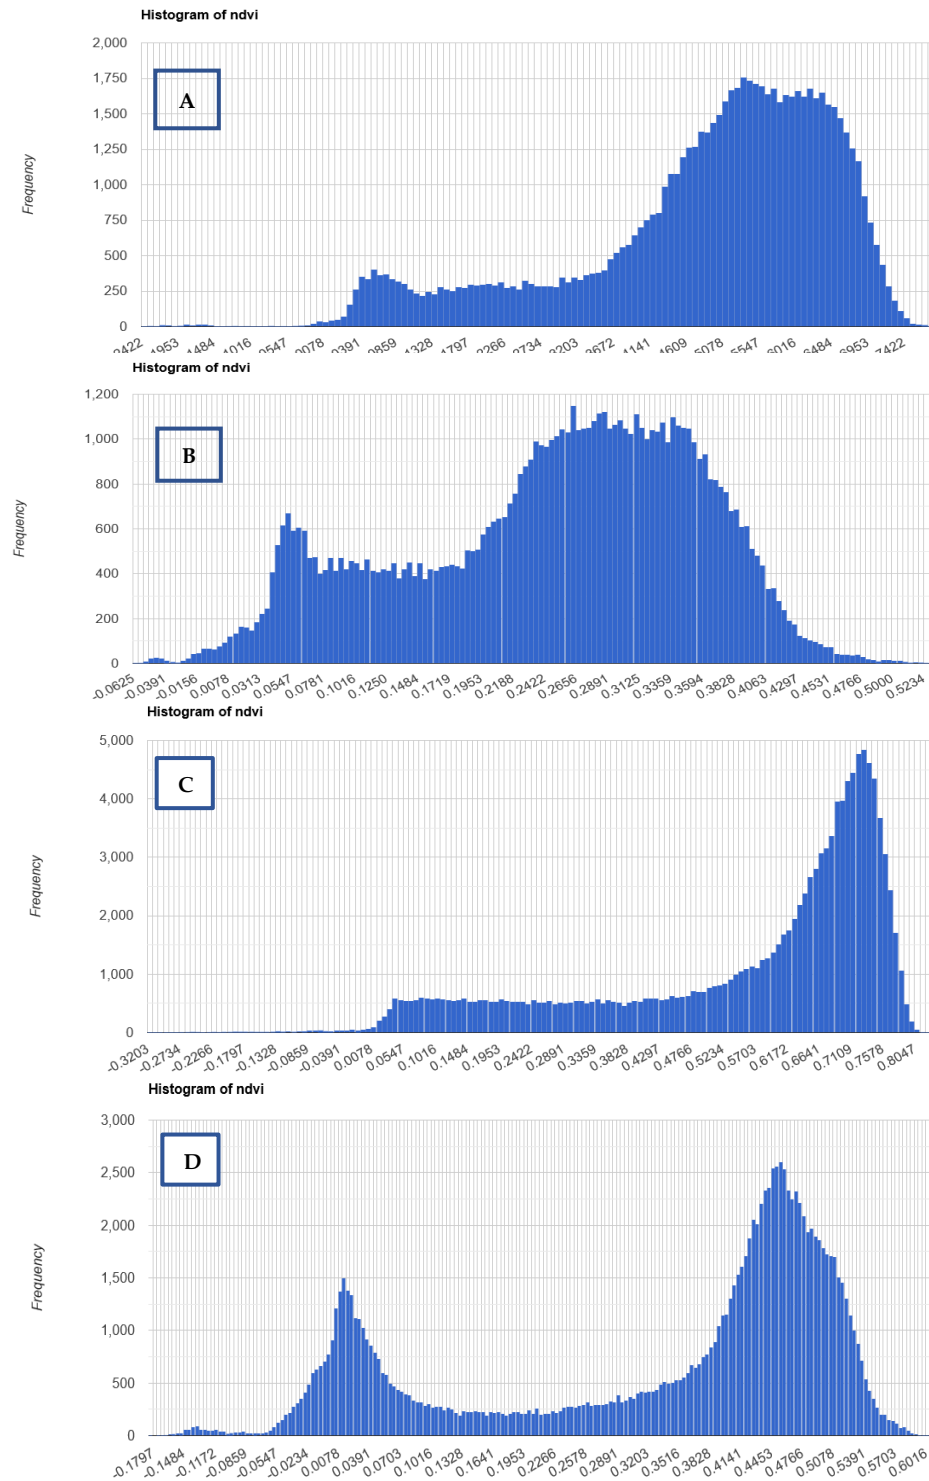 Histogram of ndvi
2,000
1,750
1,500
1,250
1,000
750
500
250
0
A
Frequency
Histogram of ndvi
1,200
1,000
800
600
400
200
0
B
Frequency
-0.0625 -0.0391 -0.0156 0.0078 0.0313 0.0547 0.0781 0.1016 0.1250 0.1484 0.1719 0.1953 0.2188 0.2422 0.2656 0.2891 0.3125 0.3359 0.3594 0.3828 0.4063 0.4297 0.4531 0.4766 0.5000 0.5234
Histogram of ndvi
5,000
4,000
3,000
2,000
1,000
0
C
Frequency
-0.3203 -0.2734 -0.2266 -0.1797 -0.1328 -0.0859 -0.0391 0.0078 0.0547 0.1016 0.1484 0.1953 0.2422 0.2891 0.3359 0.3828 0.4297 0.4766 0.5234 0.5703 0.6172 0.6641 0.7109 0.7578 0.8047
Histogram of ndvi
3,000
2,500
2,000
1,500
1,000
500
0
D
Frequency
-0.1797 -0.1484 -0.1172 -0.0859 -0.0547 -0.0234 0.0078 0.0391 0.0703 0.1016 0.1328 0.1641 0.1953 0.2266 0.2578 0.2891 0.3203 0.3516 0.3828 0.4141 0.4453 0.4766 0.5078 0.5391 0.5703 0.6016